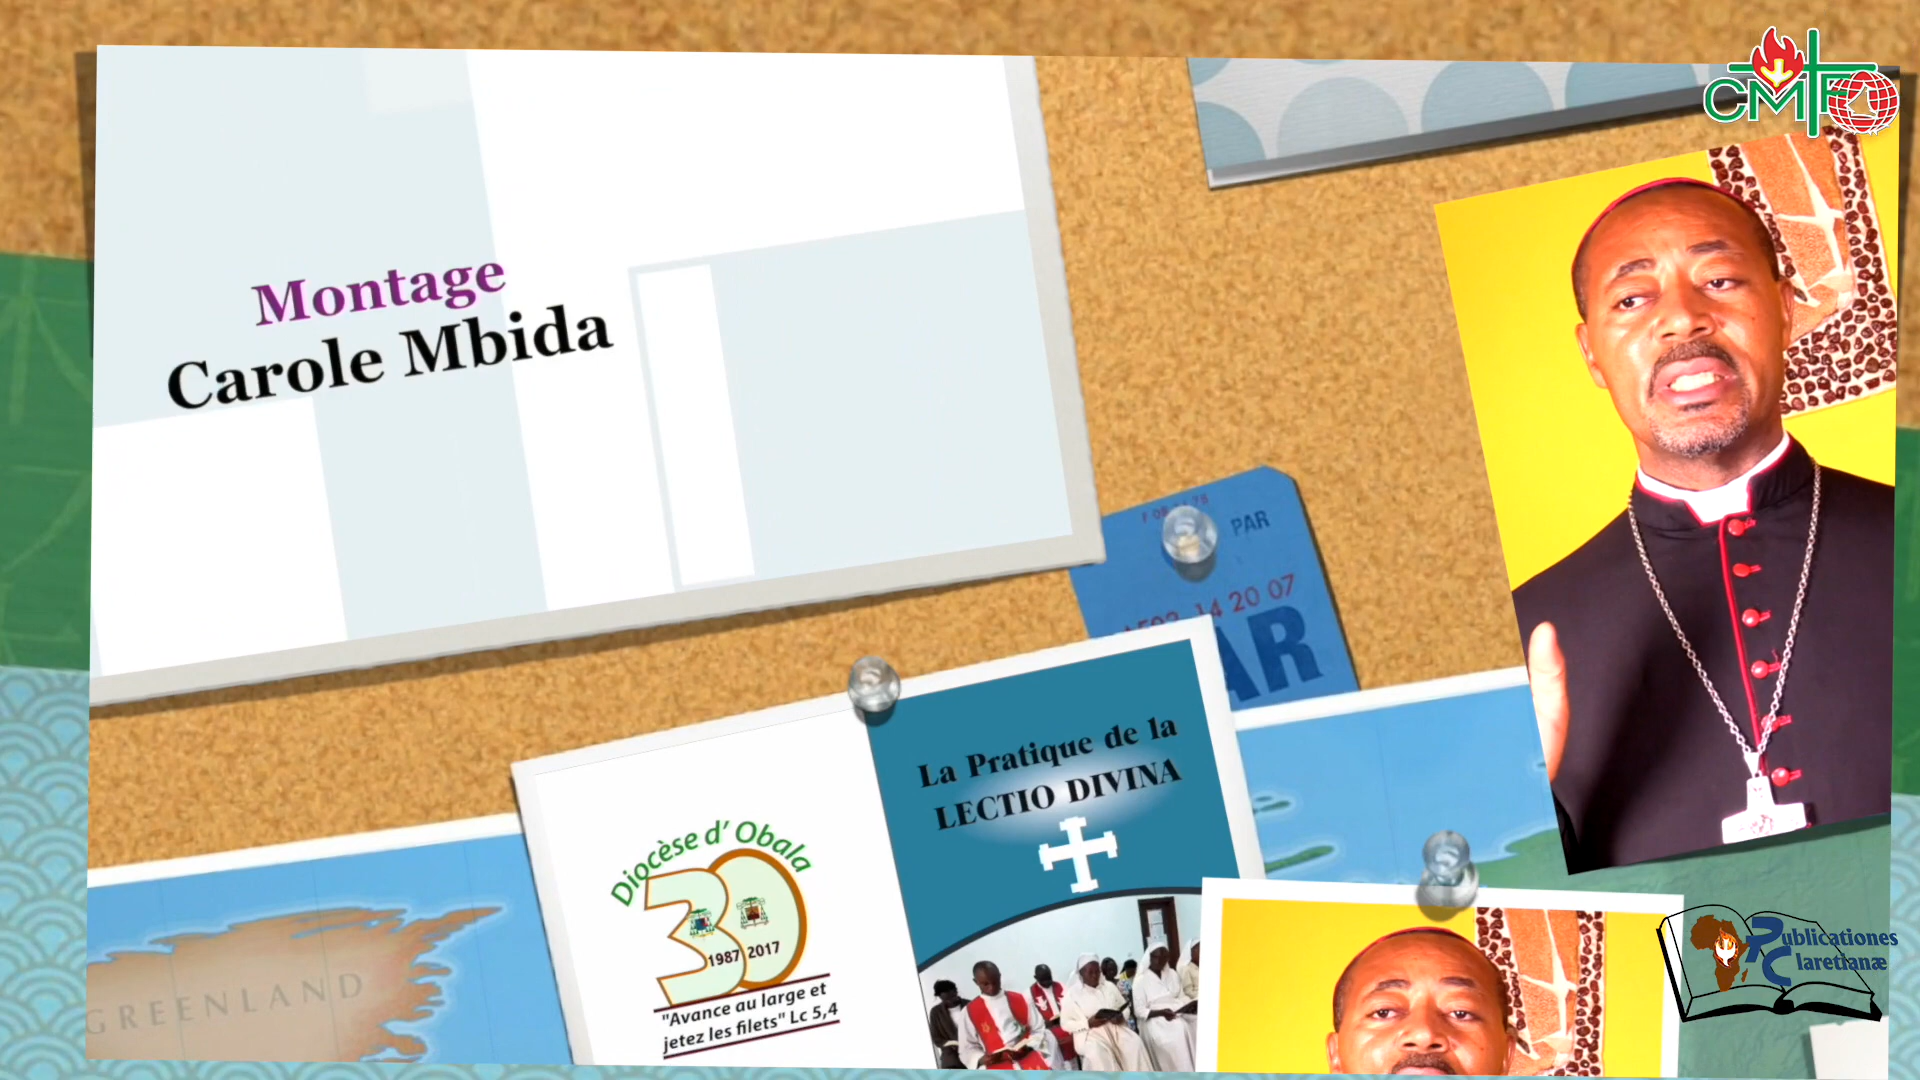 CMF
Montage
Carole Mbida
PAR
14 20 07
AR
La Pratique de la
LECTIO DIVINA
Diocèse d' Obala
30
1987 2017
"Avance au large et
jetez les filets" Lc 5,4
GREENLAND
Publicationes
Claretianæ